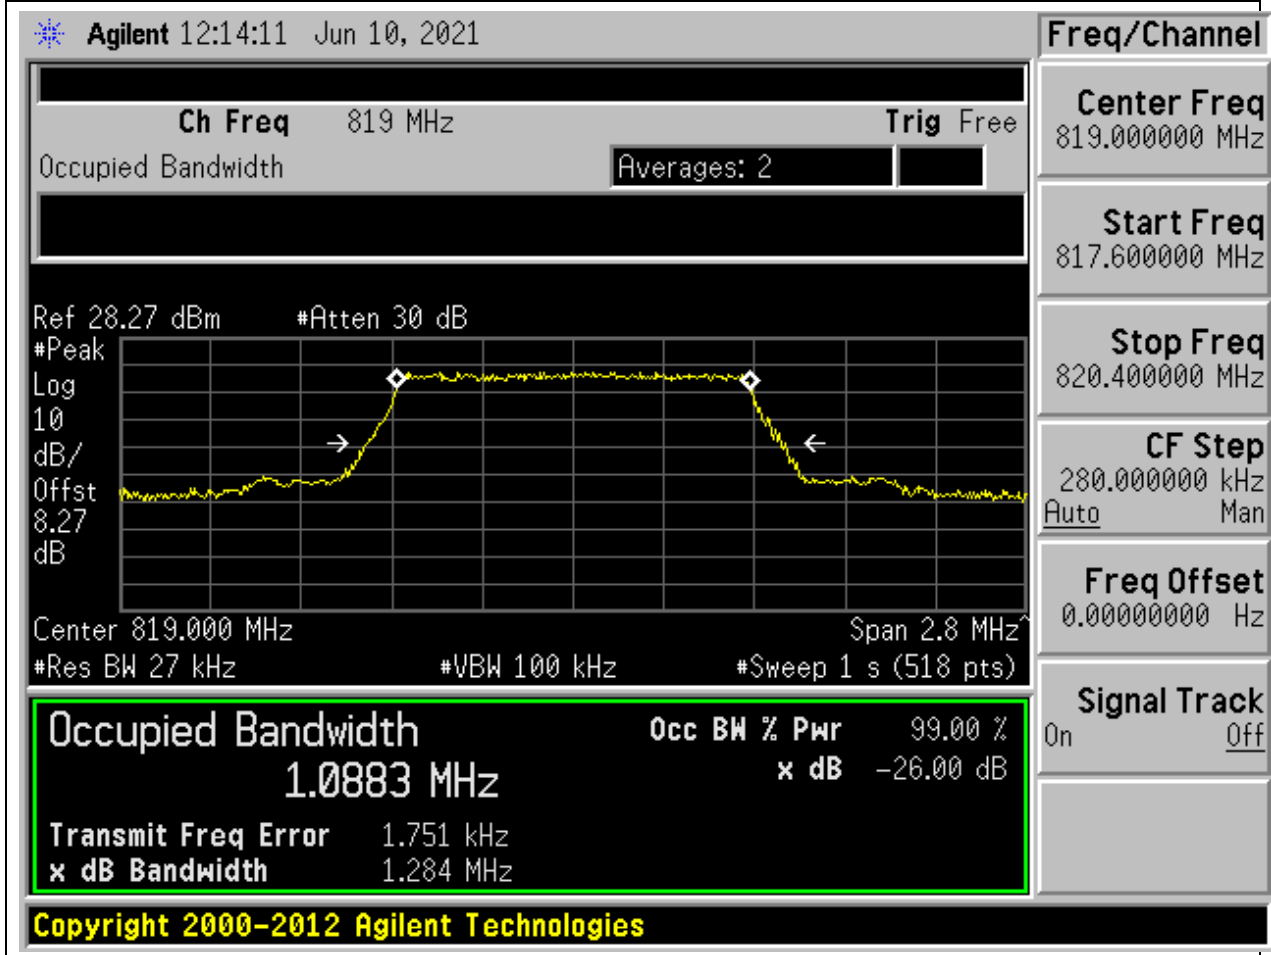 Agilent 12:14:11 Jun 10, 2021
Ch Freq 819 MHz Trig Free
Occupied Bandwidth Averages: 2
Ref 28.27 dBm #Atten 30 dB
#Peak
Log
10
dB/
Offst
8.27
dB
Center 819.000 MHz Span 2.8 MHz^
#Res BW 27 kHz #VBW 100 kHz #Sweep 1 s (518 pts)
Occupied Bandwidth Occ BW % Pwr 99.00 %
1.0883 MHz x dB -26.00 dB
Transmit Freq Error 1.751 kHz
x dB Bandwidth 1.284 MHz
Copyright 2000-2012 Agilent Technologies
Freq/Channel
Center Freq
819.000000 MHz
Start Freq
817.600000 MHz
Stop Freq
820.400000 MHz
CF Step
280.000000 kHz
Auto Man
Freq Offset
0.00000000 Hz
Signal Track
On Off